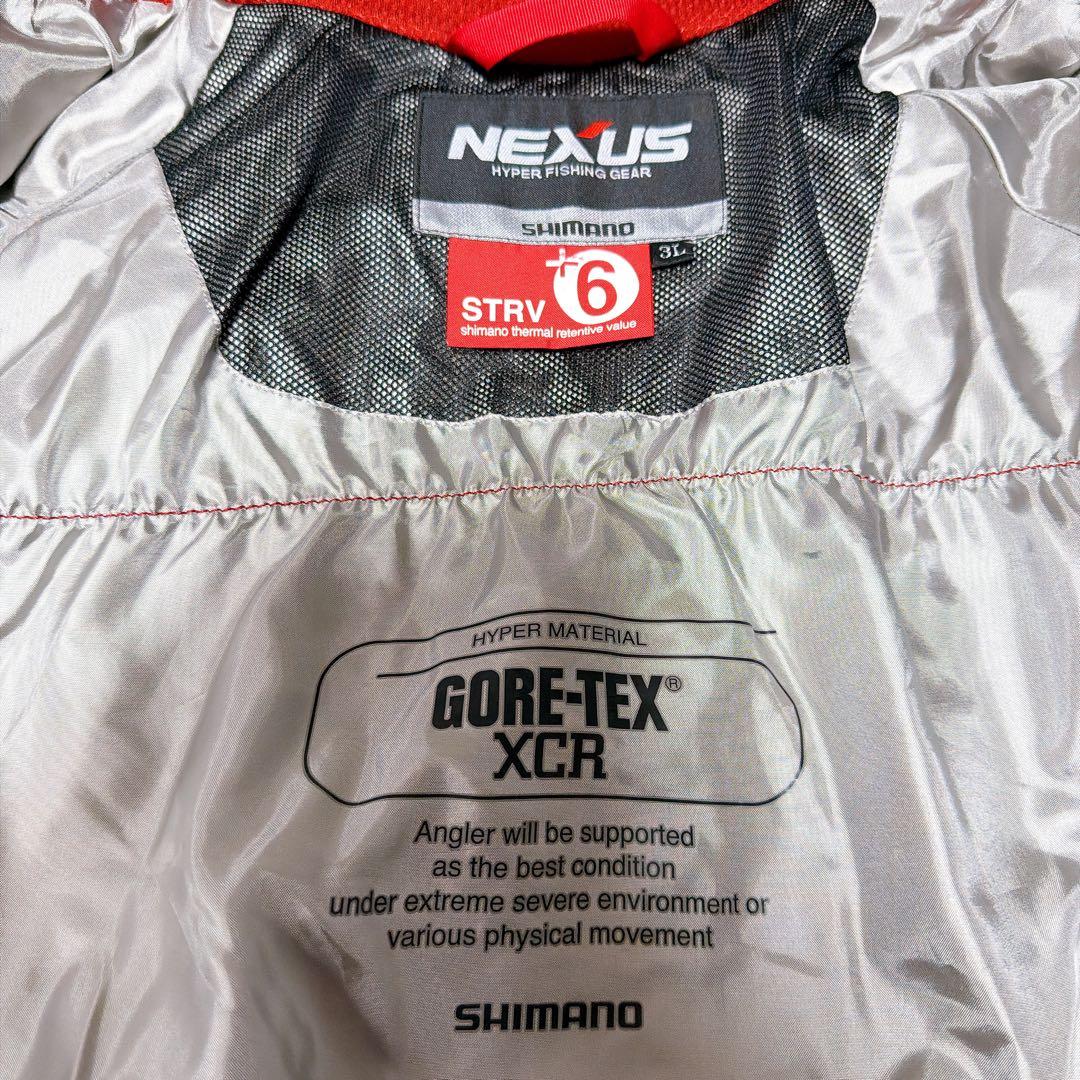 NEXUS
HYPER FISHING GEAR
SHIMANO
3L
STRV +6
shimano thermal retentive value
HYPER MATERIAL
GORE-TEX®
XCR
Angler will be supported
as the best condition
under extreme severe environment or
various physical movement
SHIMANO